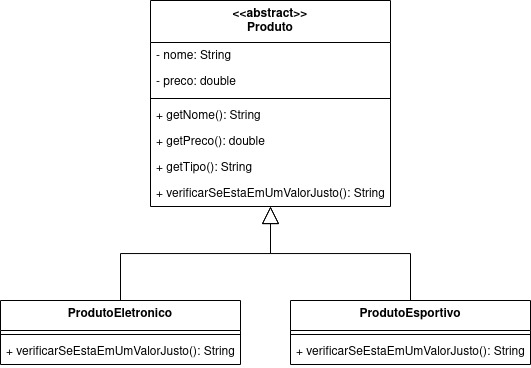 <<abstract>>
Produto
- nome: String
- preco: double
+ getNome(): String
+ getPreco(): double
+ getTipo(): String
+ verificarSeEstaEmUmValorJusto(): String
ProdutoEletronico
+ verificarSeEstaEmUmValorJusto(): String
ProdutoEsportivo
+ verificarSeEstaEmUmValorJusto(): String